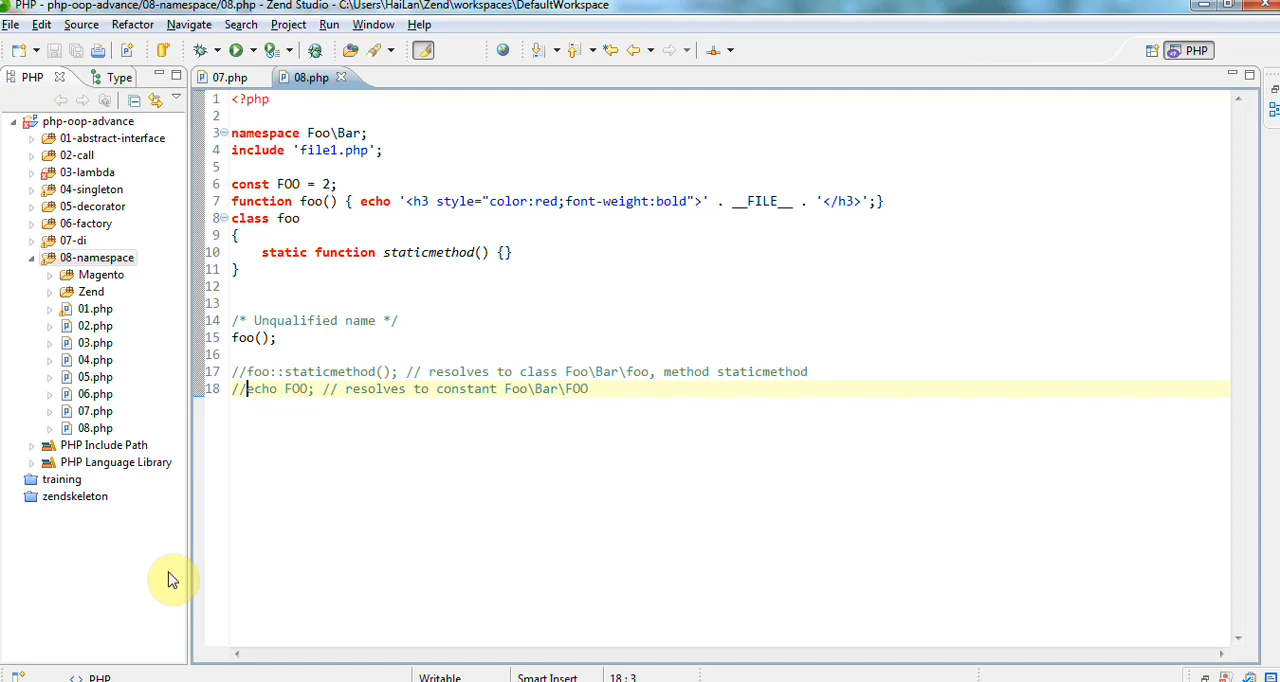 PHP - php-oop-advance/08-namespace/08.php - Zend Studio - C:\Users\HaiLan\Zend\workspaces\DefaultWorkspace
File Edit Source Refactor Navigate Search Project Run Window Help
PHP
PHP Type
07.php 08.php
php-oop-advance
01-abstract-interface
02-call
03-lambda
04-singleton
05-decorator
06-factory
07-di
08-namespace
Magento
Zend
01.php
02.php
03.php
04.php
05.php
06.php
07.php
08.php
PHP Include Path
PHP Language Library
training
zendskeleton
1 <?php
2
3 namespace Foo\Bar;
4 include 'file1.php';
5
6 const FOO = 2;
7 function foo() { echo '<h3 style="color:red;font-weight:bold">' . __FILE__ . '</h3>';}
8 class foo
9 {
10 static function staticmethod() {}
11 }
12
13
14 /* Unqualified name */
15 foo();
16
17 //foo::staticmethod(); // resolves to class Foo\Bar\foo, method staticmethod
18 //echo FOO; // resolves to constant Foo\Bar\FOO
<> PHP Writable Smart Insert 18 : 3